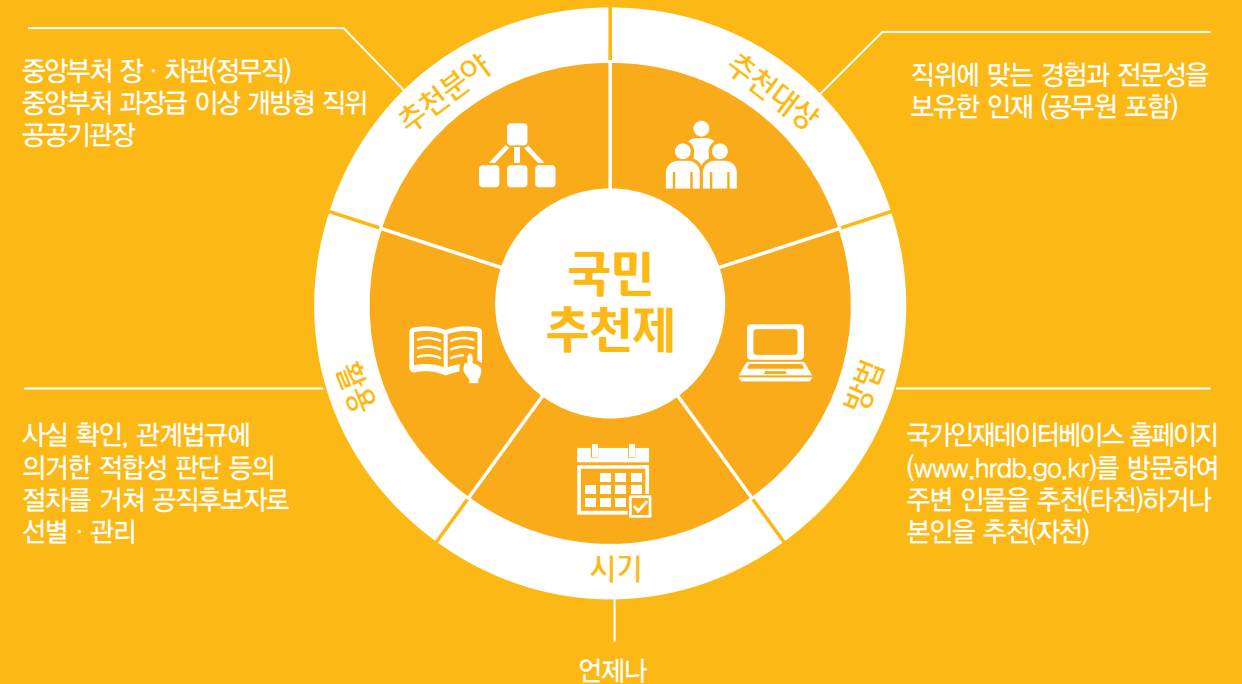 국민
추천제
추천분야
중앙부처 장 · 차관(정무직)
중앙부처 과장급 이상 개방형 직위
공공기관장
추천대상
직위에 맞는 경험과 전문성을
보유한 인재 (공무원 포함)
방법
국가인재데이터베이스 홈페이지
(www.hrdb.go.kr)를 방문하여
주변 인물을 추천(타천)하거나
본인을 추천(자천)
시기
언제나
활용
사실 확인, 관계법규에
의거한 적합성 판단 등의
절차를 거쳐 공직후보자로
선별 · 관리